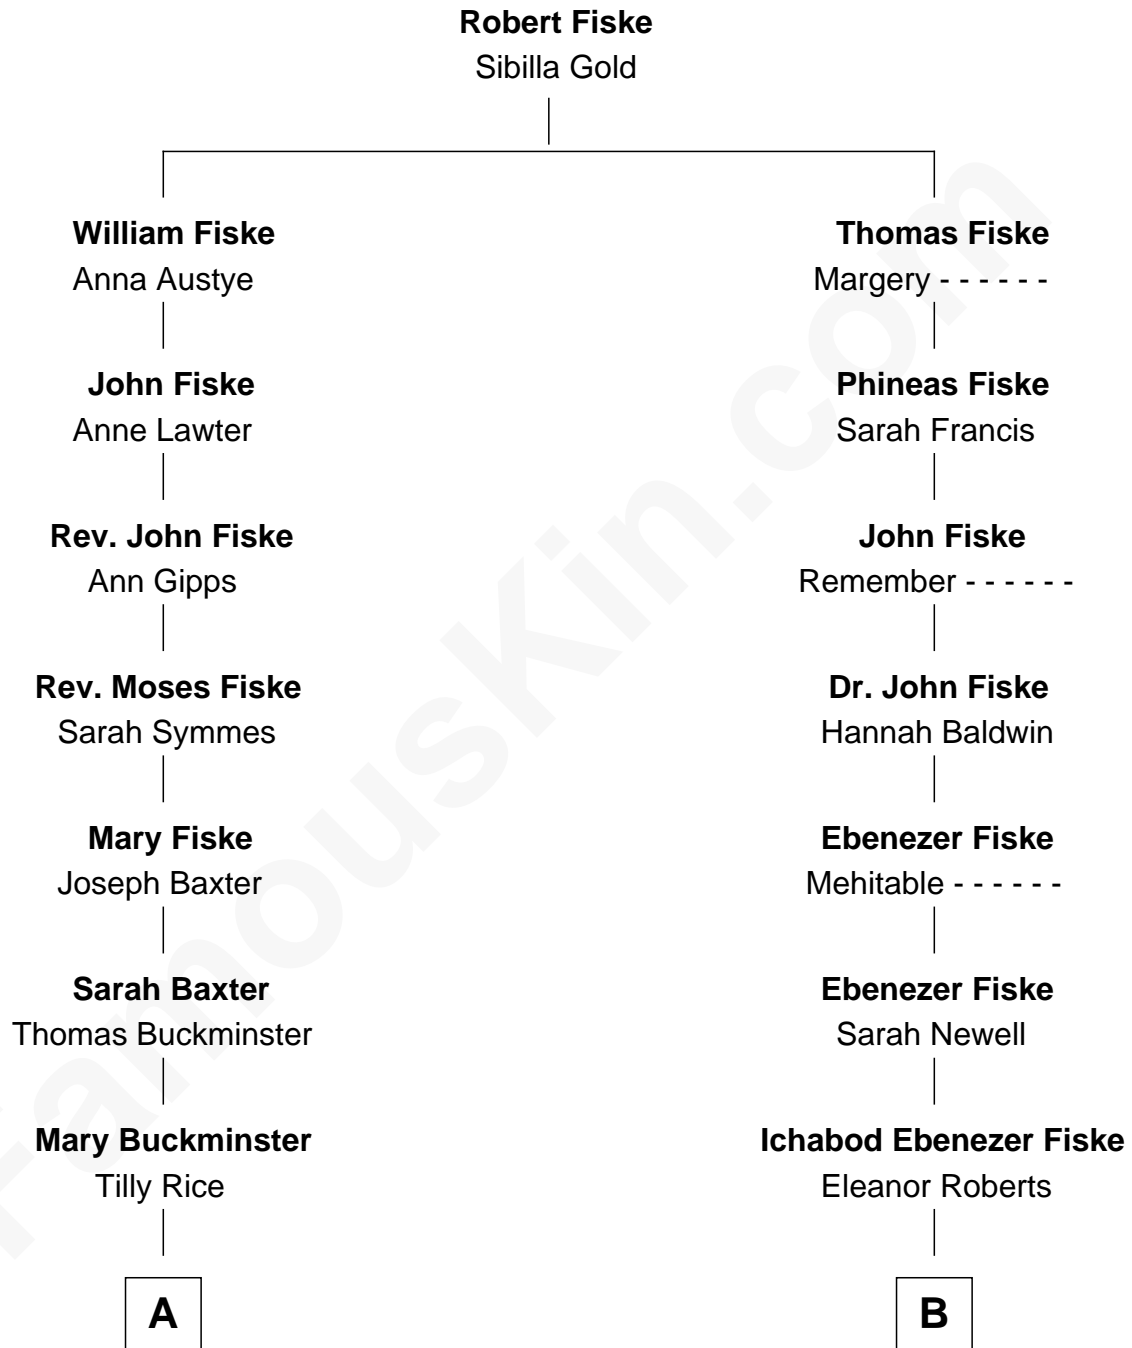 Robert Fiske
Sibilla Gold
William Fiske
Anna Austye
John Fiske
Anne Lawter
Rev. John Fiske
Ann Gipps
Rev. Moses Fiske
Sarah Symmes
Mary Fiske
Joseph Baxter
Sarah Baxter
Thomas Buckminster
Mary Buckminster
Tilly Rice
A
Thomas Fiske
Margery - - - - - -
Phineas Fiske
Sarah Francis
John Fiske
Remember - - - - - -
Dr. John Fiske
Hannah Baldwin
Ebenezer Fiske
Mehitable - - - - - -
Ebenezer Fiske
Sarah Newell
Ichabod Ebenezer Fiske
Eleanor Roberts
B
FamousKin.com